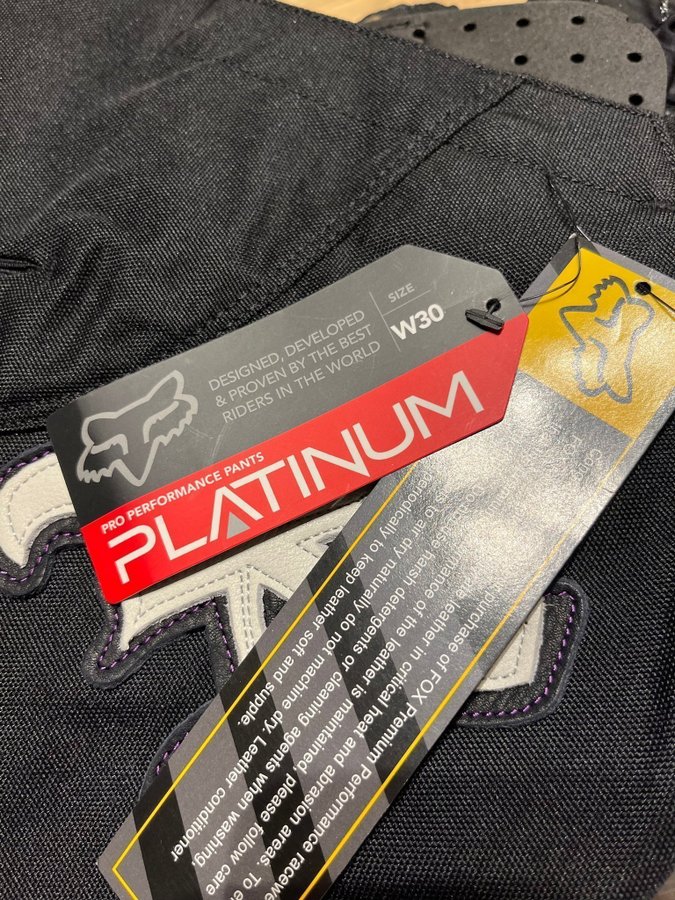 DESIGNED, DEVELOPED
& PROVEN BY THE BEST
RIDERS IN THE WORLD
SIZE
W30
PRO PERFORMANCE PANTS
PLATINUM
purchase of FOX Premium Performance
leather in critical heat and abrasion areas. To
of the leather is maintained, please follow care
use harsh detergents or cleaning agents when washing.
to air dry naturally do not machine dry. Leather conditioner
periodically to keep leather soft and supple.